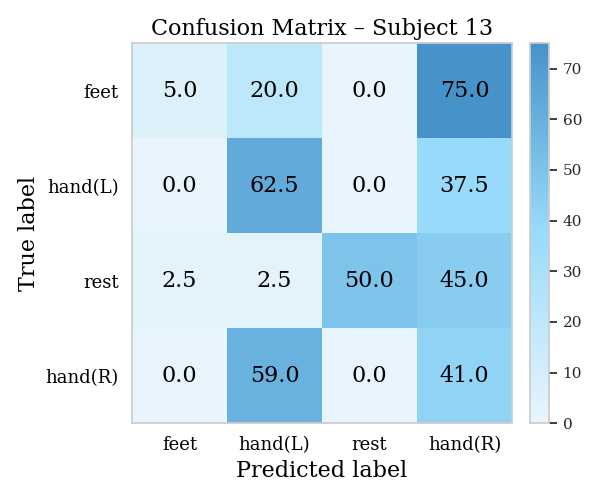 Confusion Matrix – Subject 13
feet 5.0 20.0 0.0 75.0
hand(L) 0.0 62.5 0.0 37.5
rest 2.5 2.5 50.0 45.0
hand(R) 0.0 59.0 0.0 41.0
feet hand(L) rest hand(R)
Predicted label
True label
70
60
50
40
30
20
10
0